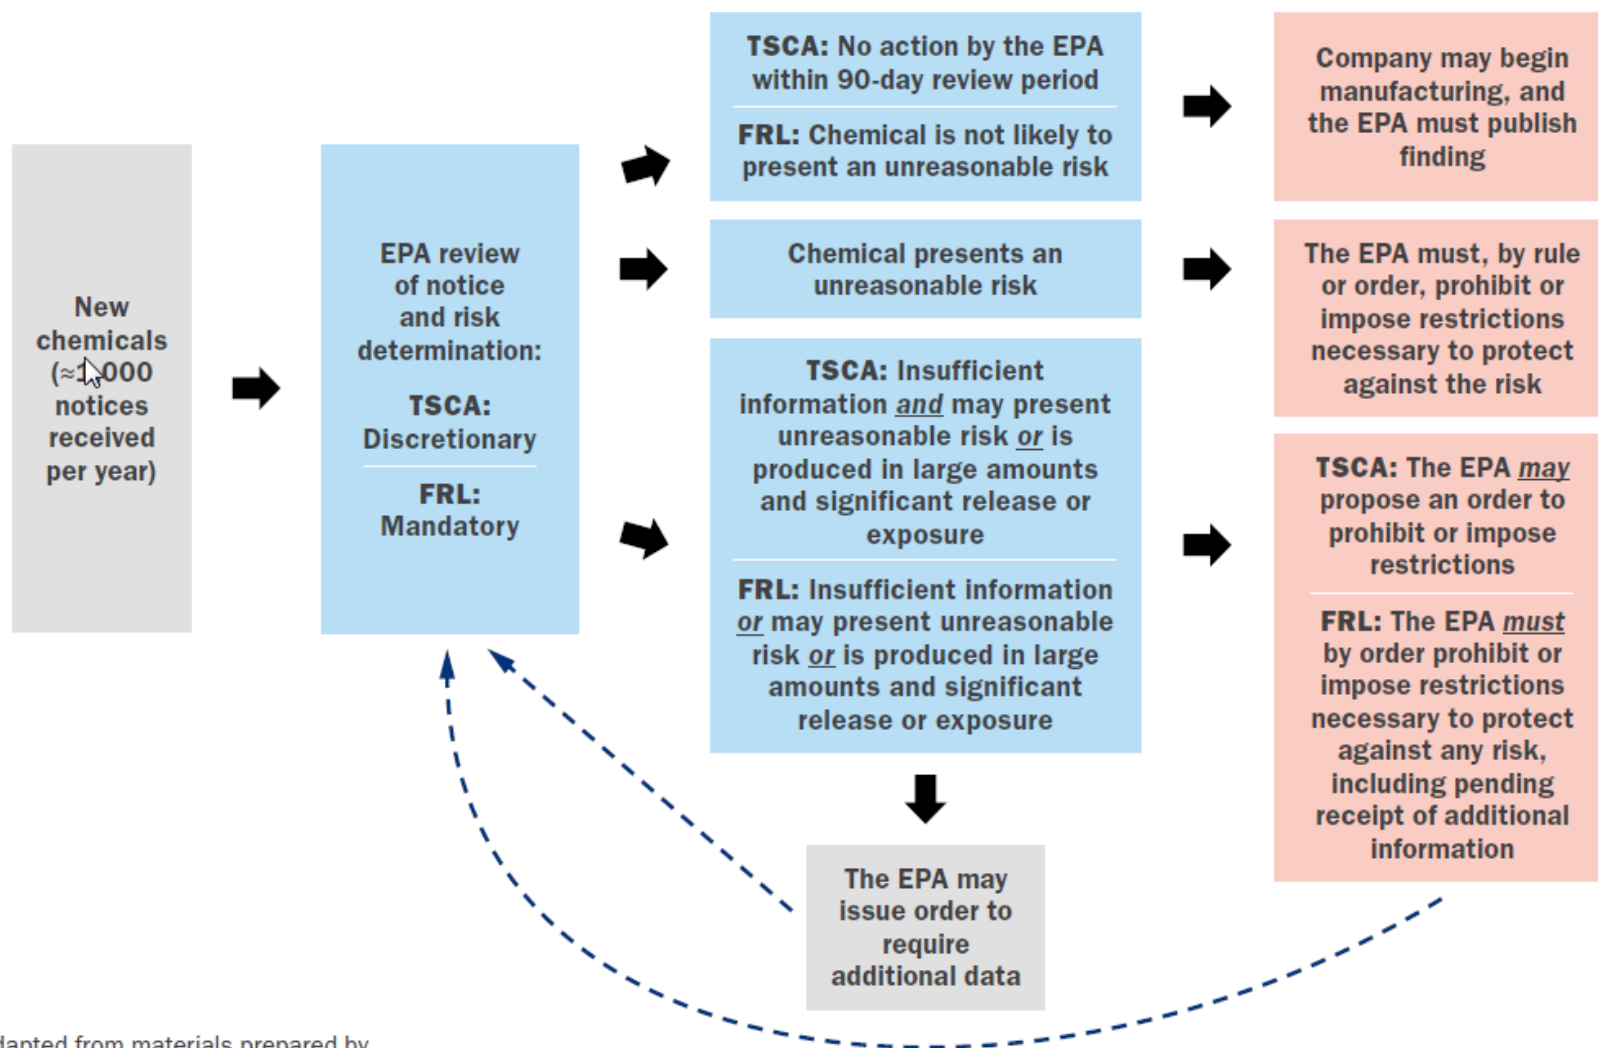 New
chemicals
(≈1,000
notices
received
per year)
EPA review
of notice
and risk
determination:
TSCA:
Discretionary
FRL:
Mandatory
TSCA: No action by the EPA
within 90-day review period
FRL: Chemical is not likely to
present an unreasonable risk
Chemical presents an
unreasonable risk
TSCA: Insufficient
information and may present
unreasonable risk or is
produced in large amounts
and significant release or
exposure
FRL: Insufficient information
or may present unreasonable
risk or is produced in large
amounts and significant
release or exposure
The EPA may
issue order to
require
additional data
Company may begin
manufacturing, and
the EPA must publish
finding
The EPA must, by rule
or order, prohibit or
impose restrictions
necessary to protect
against the risk
TSCA: The EPA may
propose an order to
prohibit or impose
restrictions
FRL: The EPA must
by order prohibit or
impose restrictions
necessary to protect
against any risk,
including pending
receipt of additional
information
dapted from materials prepared by